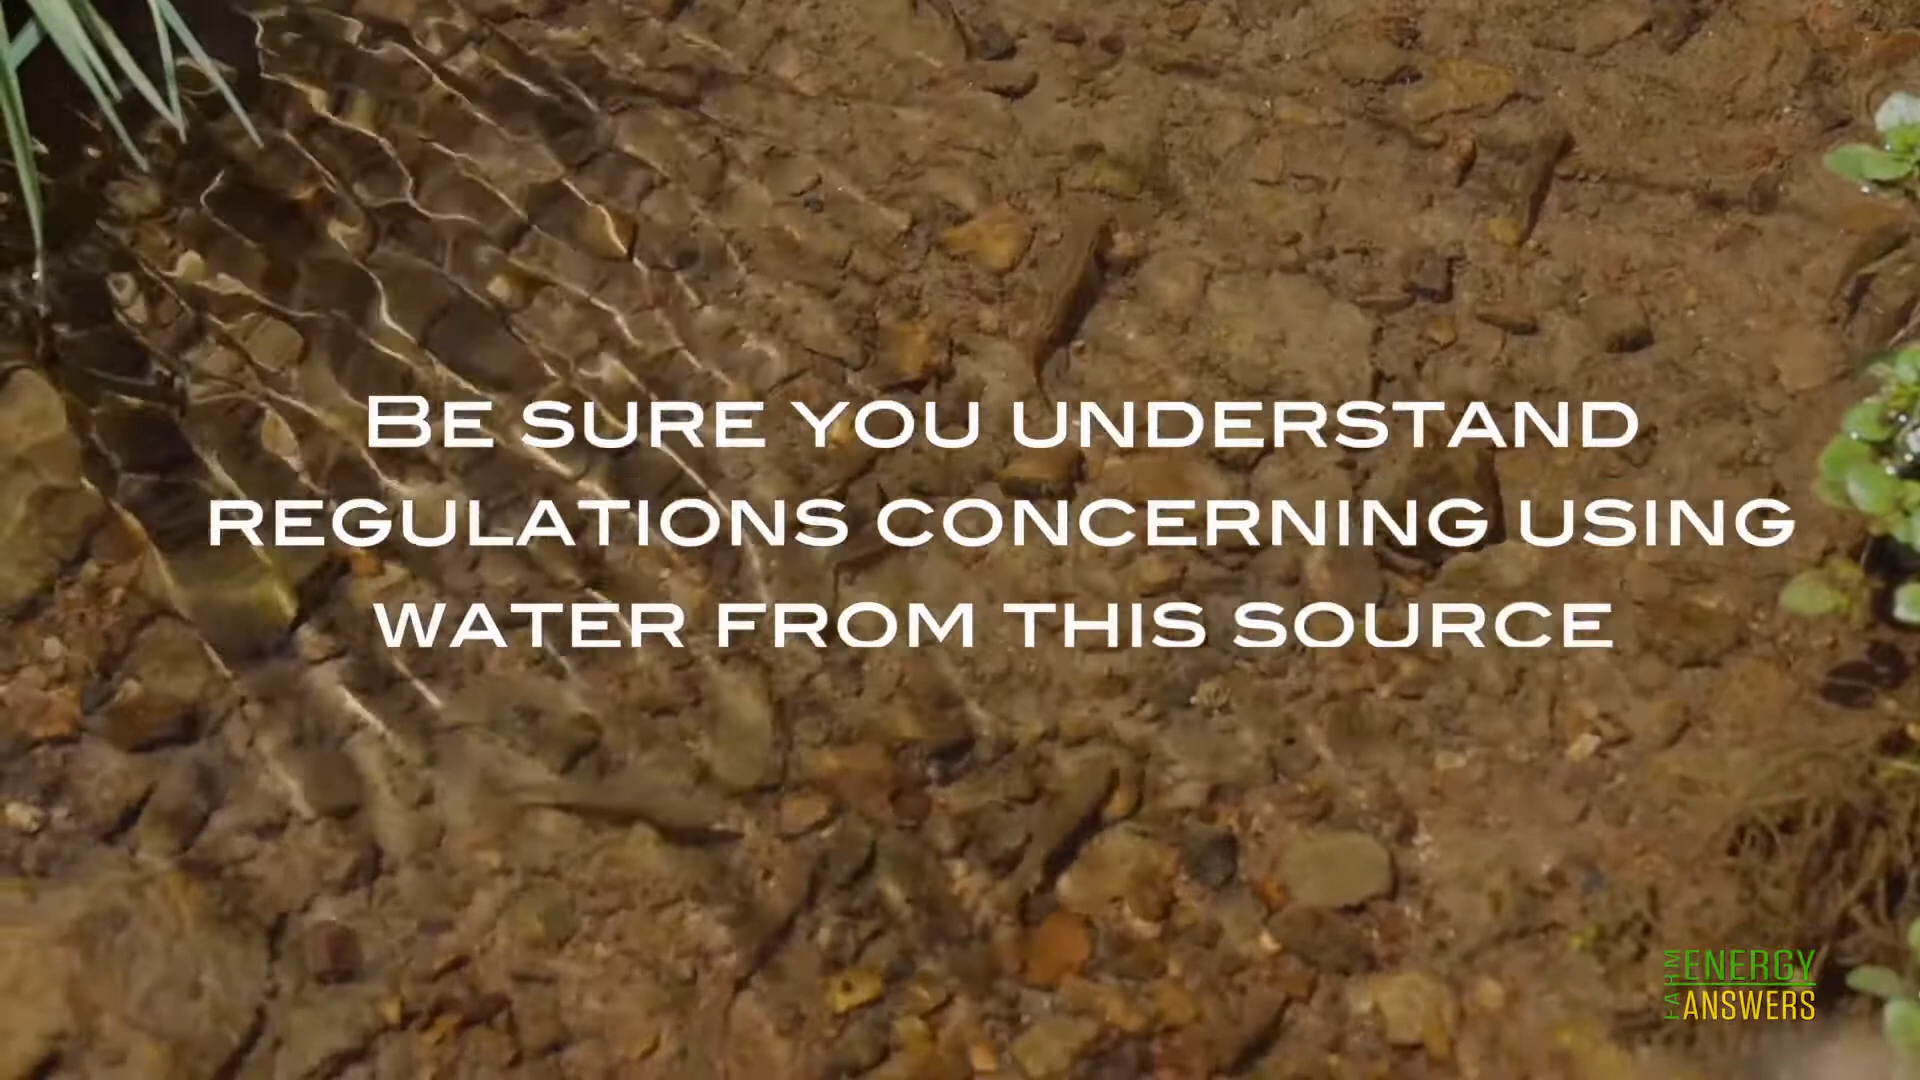 Be sure you understand
regulations concerning using
water from this source
FARM
ENERGY
ANSWERS